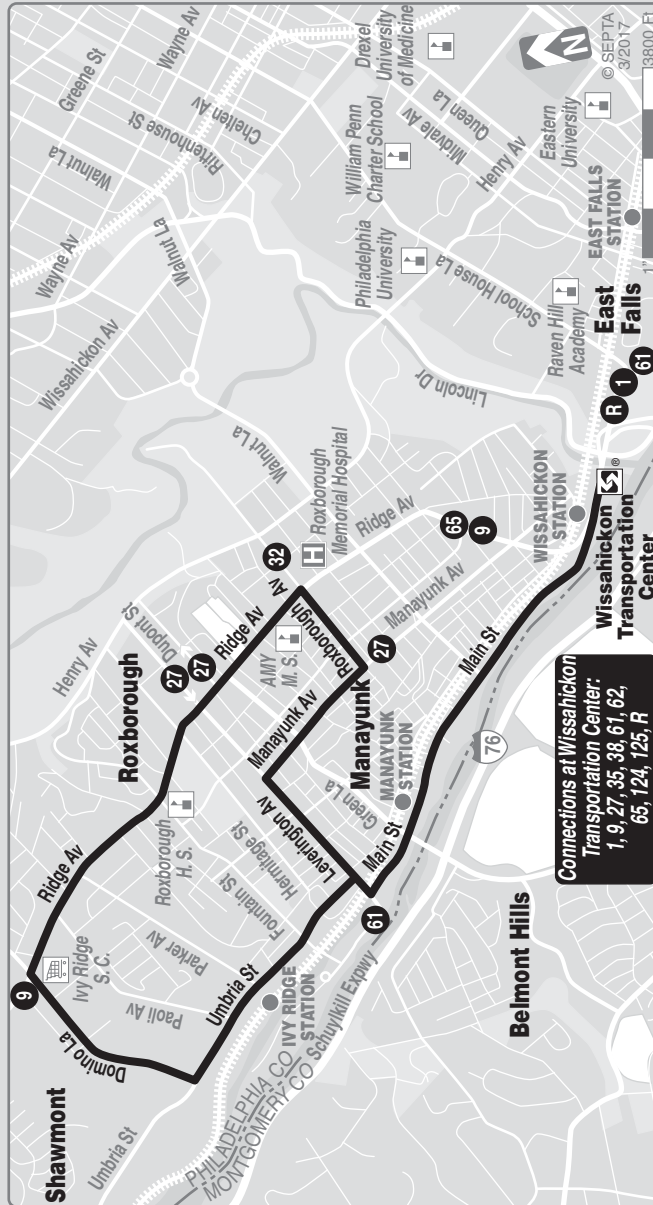 Shawmont
Umbria St
PHILADELPHIA CO
MONTGOMERY CO
Schuylkill Expwy
Domino La
9
Ivy Ridge
S. C.
Paoli Av
Parker Av
Umbria St
IVY RIDGE
STATION
Ridge Av
Roxborough
Roxborough
H. S.
Fountain St
Hermitage St
Leverington Av
61
Belmont Hills
Henry Av
Dupont St
27
27
Ridge Av
AMY
M. S.
Manayunk Av
Roxborough
Av
Green La
Main St
Manayunk
MANAYUNK
STATION
76
27
32
H
Roxborough
Memorial Hospital
Ridge Av
Manayunk Av
Main St
65
9
Walnut La
Wissahickon Av
Wayne Av
Walnut La
Walnut La
Greene St
Wayne Av
Rittenhouse St
Chelten Av
Lincoln Dr
WISSAHICKON
STATION
Wissahickon
Transportation
Center
®
R
1
61
Connections at Wissahickon
Transportation Center:
1, 9, 27, 35, 38, 61, 62,
65, 124, 125, R
Philadelphia
University
William Penn
Charter School
Drexel
University
of Medicine
School House La
Midvale Av
Queen La
Henry Av
Raven Hill
Academy
East
Falls
EAST FALLS
STATION
Eastern
University
N
© SEPTA
3/2017
1"
3800 Ft